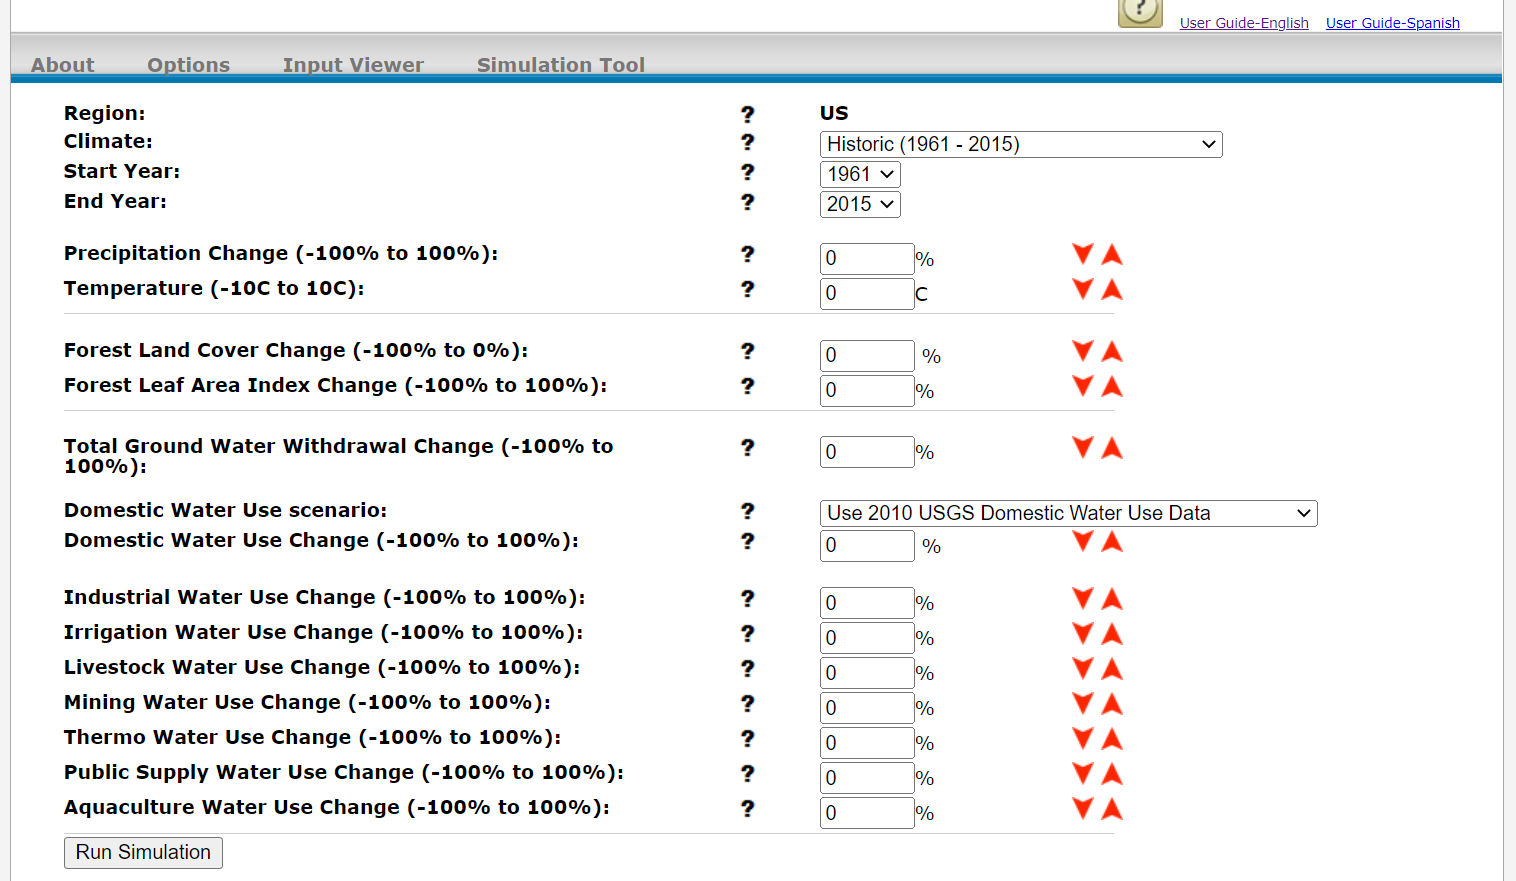 ?
User Guide-English User Guide-Spanish
About Options Input Viewer Simulation Tool
Region: ? US
Climate: ? Historic (1961 - 2015)
Start Year: ? 1961
End Year: ? 2015
Precipitation Change (-100% to 100%): ? 0 %
Temperature (-10C to 10C): ? 0 C
Forest Land Cover Change (-100% to 0%): ? 0 %
Forest Leaf Area Index Change (-100% to 100%): ? 0 %
Total Ground Water Withdrawal Change (-100% to ? 0 %
100%):
Domestic Water Use scenario: ? Use 2010 USGS Domestic Water Use Data
Domestic Water Use Change (-100% to 100%): ? 0 %
Industrial Water Use Change (-100% to 100%): ? 0 %
Irrigation Water Use Change (-100% to 100%): ? 0 %
Livestock Water Use Change (-100% to 100%): ? 0 %
Mining Water Use Change (-100% to 100%): ? 0 %
Thermo Water Use Change (-100% to 100%): ? 0 %
Public Supply Water Use Change (-100% to 100%): ? 0 %
Aquaculture Water Use Change (-100% to 100%): ? 0 %
Run Simulation